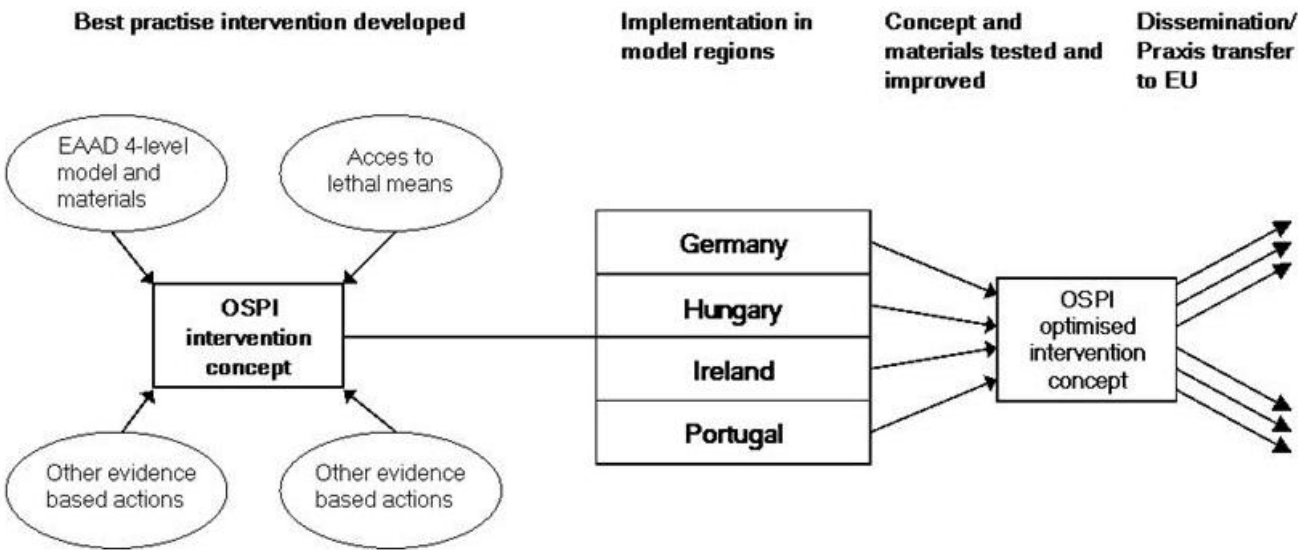 Best practise intervention developed
Implementation in
model regions
Concept and
materials tested and
improved
Dissemination/
Praxis transfer
to EU
EAAD 4-level
model and
materials
Acces to
lethal means
OSPI
intervention
concept
Other evidence
based actions
Other evidence
based actions
Germany
Hungary
Ireland
Portugal
OSPI
optimised
intervention
concept